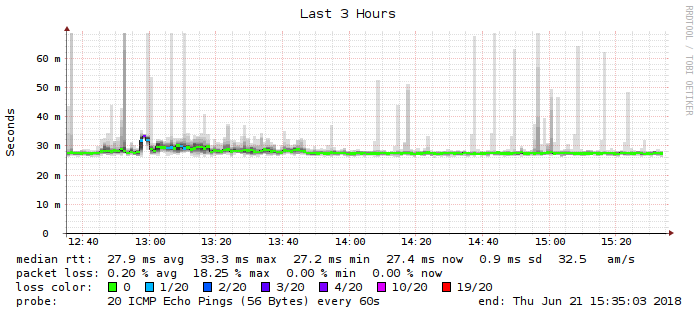 Last 3 Hours
RRDTOOL / TOBI OETIKER
Seconds
60 m
50 m
40 m
30 m
20 m
10 m
0
12:40 13:00 13:20 13:40 14:00 14:20 14:40 15:00 15:20
median rtt: 27.9 ms avg 33.3 ms max 27.2 ms min 27.4 ms now 0.9 ms sd 32.5 am/s
packet loss: 0.20 % avg 18.25 % max 0.00 % min 0.00 % now
loss color: 0 1/20 2/20 3/20 4/20 10/20 19/20
probe: 20 ICMP Echo Pings (56 Bytes) every 60s end: Thu Jun 21 15:35:03 2018